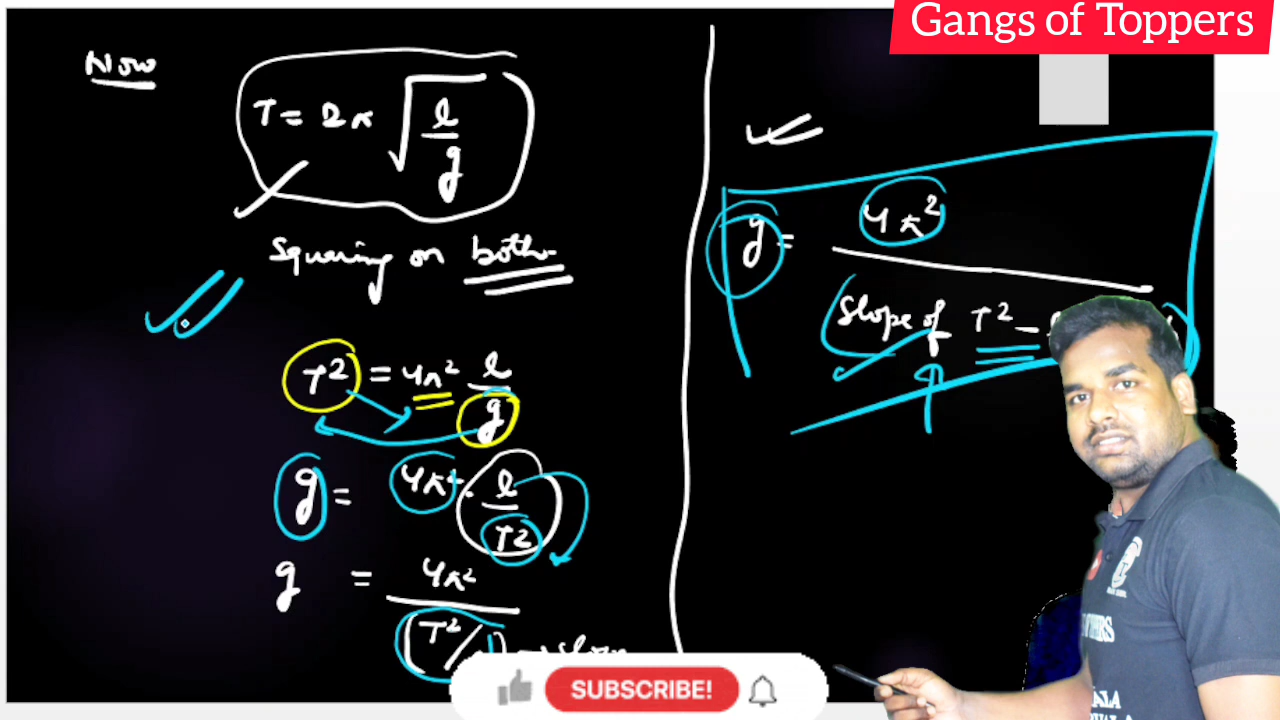 Gangs of Toppers
Now
T = 2π √(l/g)
Squaring on both
T² = 4π² l/g
g = 4π² · l/T²
g = 4π² / (T²/
g = 4π² / Slope of T² –
SUBSCRIBE!